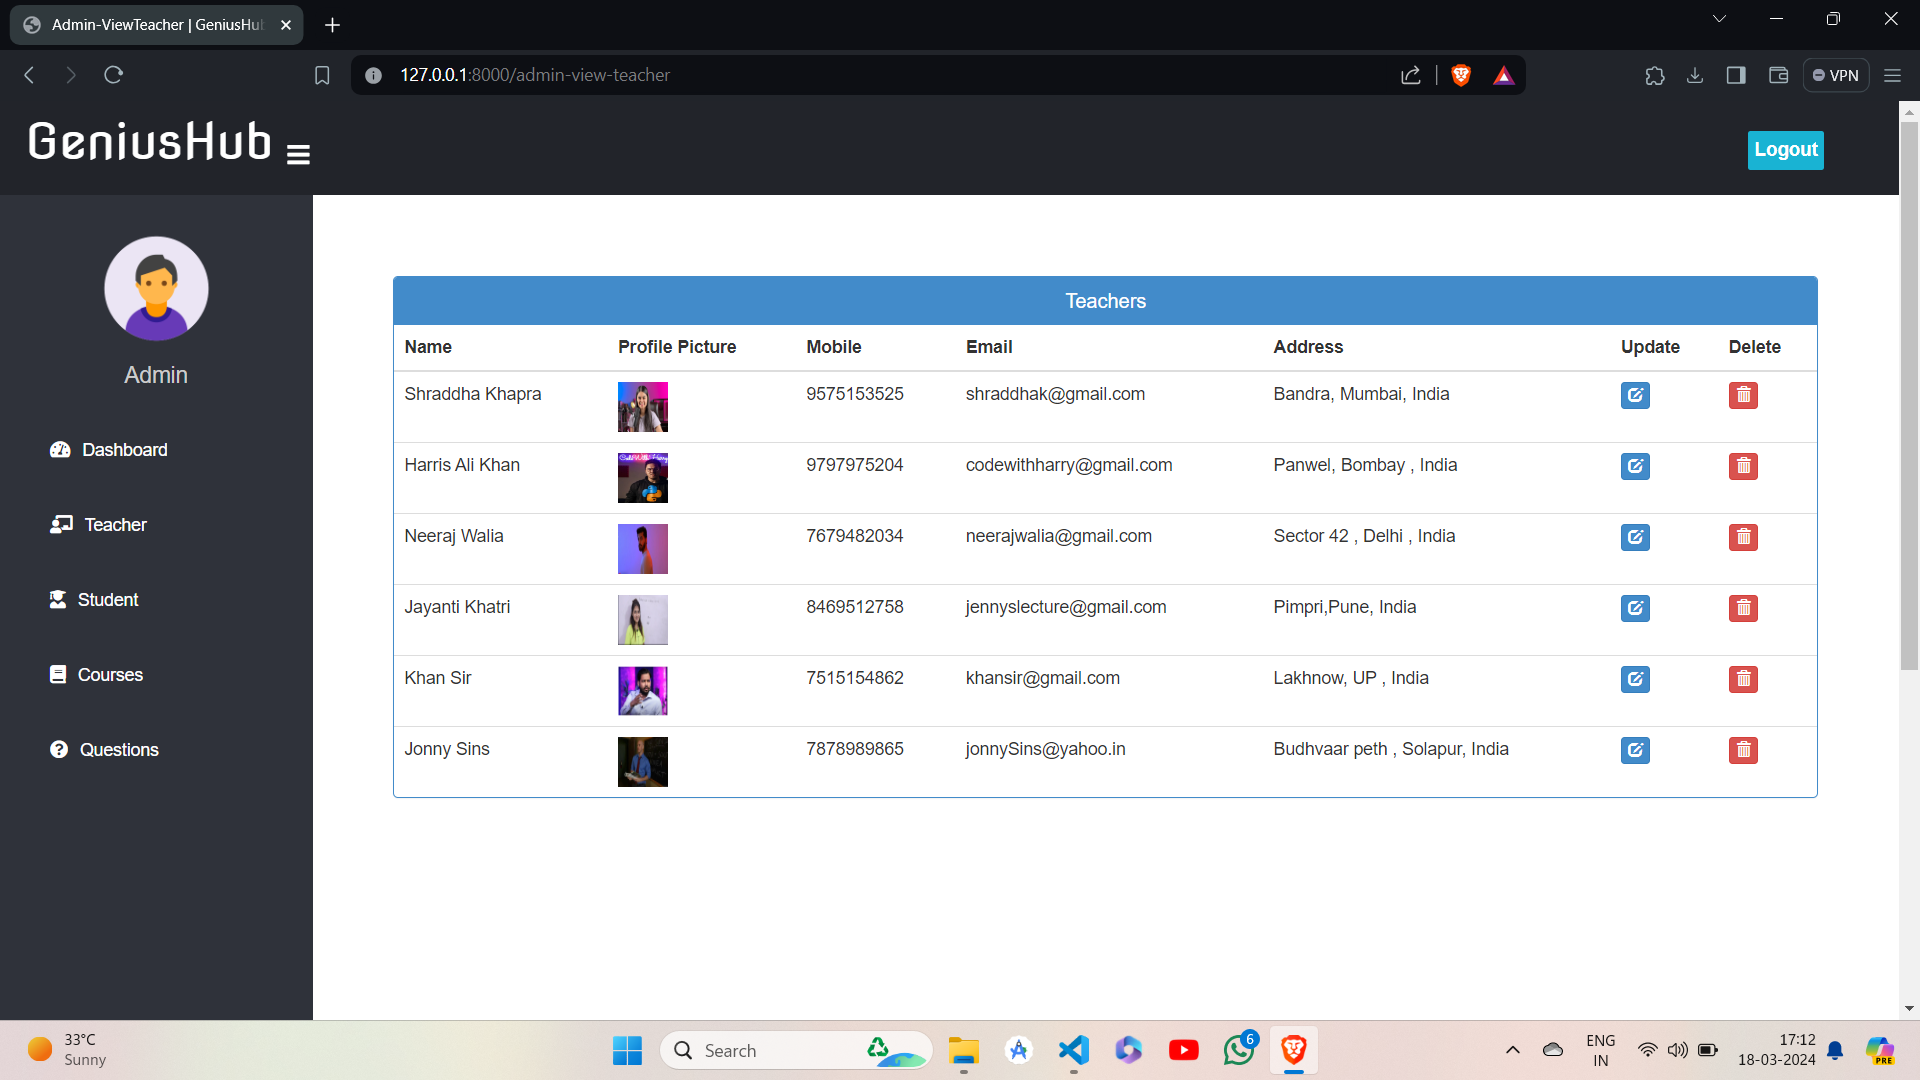 Admin-ViewTeacher | GeniusHub
127.0.0.1:8000/admin-view-teacher
VPN
GeniusHub
Logout
Admin
Dashboard
Teacher
Student
Courses
Questions
Teachers
Name Profile Picture Mobile Email Address Update Delete
Shraddha Khapra 9575153525 shraddhak@gmail.com Bandra, Mumbai, India
Harris Ali Khan 9797975204 codewithharry@gmail.com Panwel, Bombay , India
Neeraj Walia 7679482034 neerajwalia@gmail.com Sector 42 , Delhi , India
Jayanti Khatri 8469512758 jennyslecture@gmail.com Pimpri,Pune, India
Khan Sir 7515154862 khansir@gmail.com Lakhnow, UP , India
Jonny Sins 7878989865 jonnySins@yahoo.in Budhvaar peth , Solapur, India
33°C
Sunny
Search
6
ENG
IN
17:12
18-03-2024
PRE